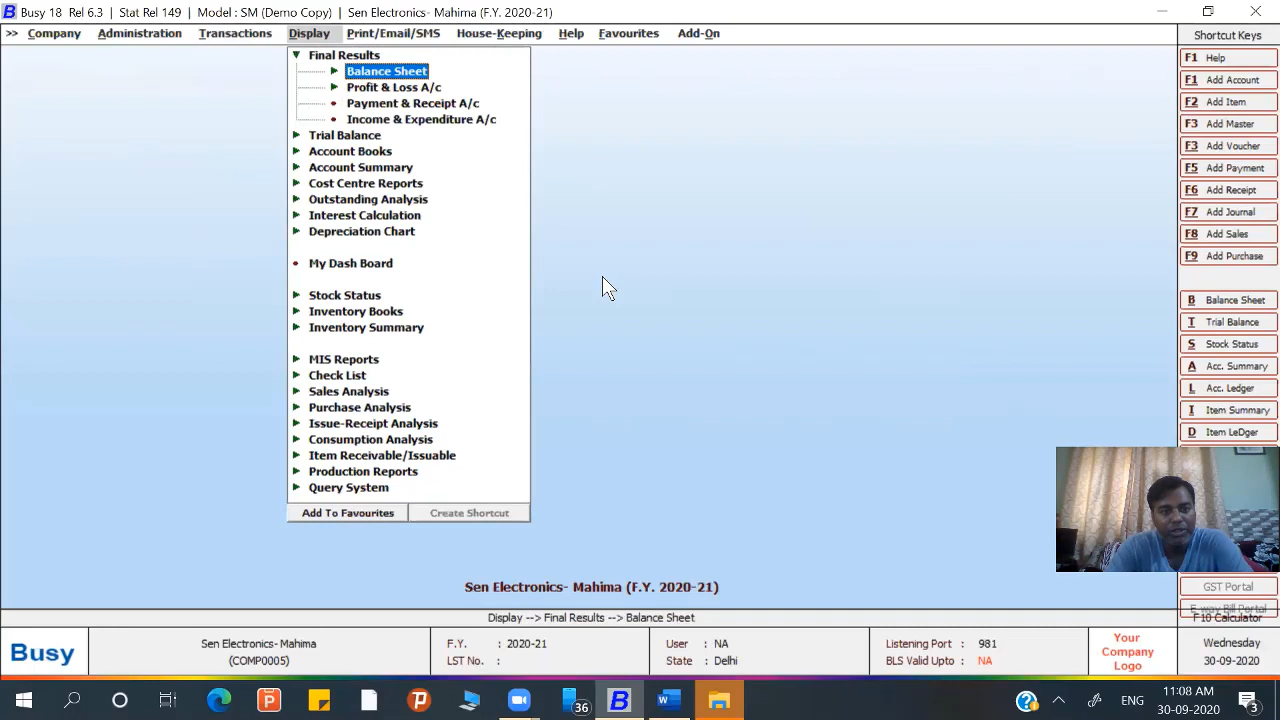 Busy 18 Rel 6.3 | Stat Rel 149 | Model : SM (Demo Copy) | Sen Electronics- Mahima (F.Y. 2020-21)
>> Company Administration Transactions Display Print/Email/SMS House-Keeping Help Favourites Add-On
Final Results
Balance Sheet
Profit & Loss A/c
Payment & Receipt A/c
Income & Expenditure A/c
Trial Balance
Account Books
Account Summary
Cost Centre Reports
Outstanding Analysis
Interest Calculation
Depreciation Chart
My Dash Board
Stock Status
Inventory Books
Inventory Summary
MIS Reports
Check List
Sales Analysis
Purchase Analysis
Issue-Receipt Analysis
Consumption Analysis
Item Receivable/Issuable
Production Reports
Query System
Add To Favourites Create Shortcut
Shortcut Keys
F1 Help
F1 Add Account
F2 Add Item
F3 Add Master
F3 Add Voucher
F5 Add Payment
F6 Add Receipt
F7 Add Journal
F8 Add Sales
F9 Add Purchase
B Balance Sheet
T Trial Balance
S Stock Status
A Acc. Summary
L Acc. Ledger
I Item Summary
D Item LeDger
GST Portal
E-way Bill Portal
F10 Calculator
Sen Electronics- Mahima (F.Y. 2020-21)
Display --> Final Results --> Balance Sheet
Busy
Sen Electronics- Mahima
(COMP0005)
F.Y. : 2020-21
LST No. :
User : NA
State : Delhi
Listening Port : 981
BLS Valid Upto : NA
Your
Company
Logo
Wednesday
30-09-2020
36
ENG
11:08 AM
30-09-2020
3